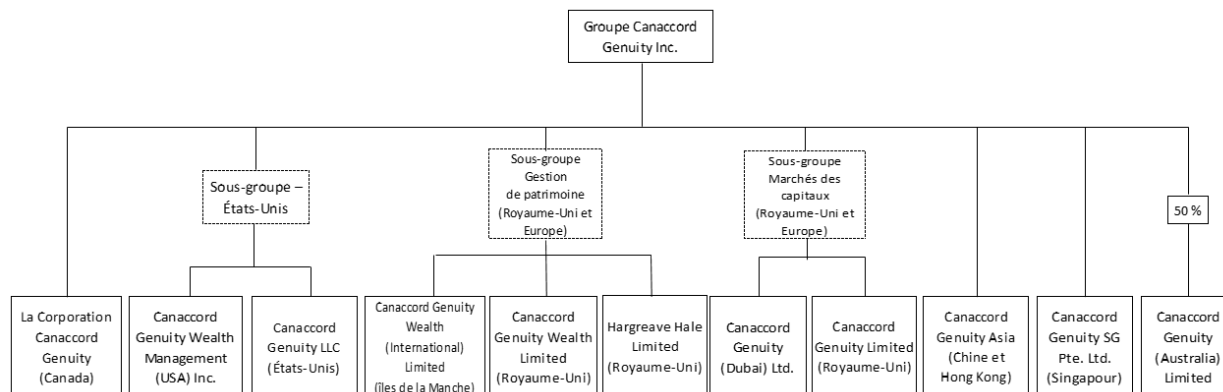 Groupe Canaccord
Genuity Inc.
Sous-groupe –
États-Unis
Sous-groupe
Gestion
de patrimoine
(Royaume-Uni et
Europe)
Sous-groupe
Marchés des
capitaux
(Royaume-Uni et
Europe)
50 %
La Corporation
Canaccord
Genuity
(Canada)
Canaccord
Genuity Wealth
Management
(USA) Inc.
Canaccord
Genuity LLC
(États-Unis)
Canaccord Genuity
Wealth
(International)
Limited
(îles de la Manche)
Canaccord
Genuity Wealth
Limited
(Royaume-Uni)
Hargreave Hale
Limited
(Royaume-Uni)
Canaccord
Genuity
(Dubai) Ltd.
Canaccord
Genuity Limited
(Royaume-Uni)
Canaccord
Genuity Asia
(Chine et
Hong Kong)
Canaccord
Genuity SG
Pte. Ltd.
(Singapour)
Canaccord
Genuity
(Australia)
Limited